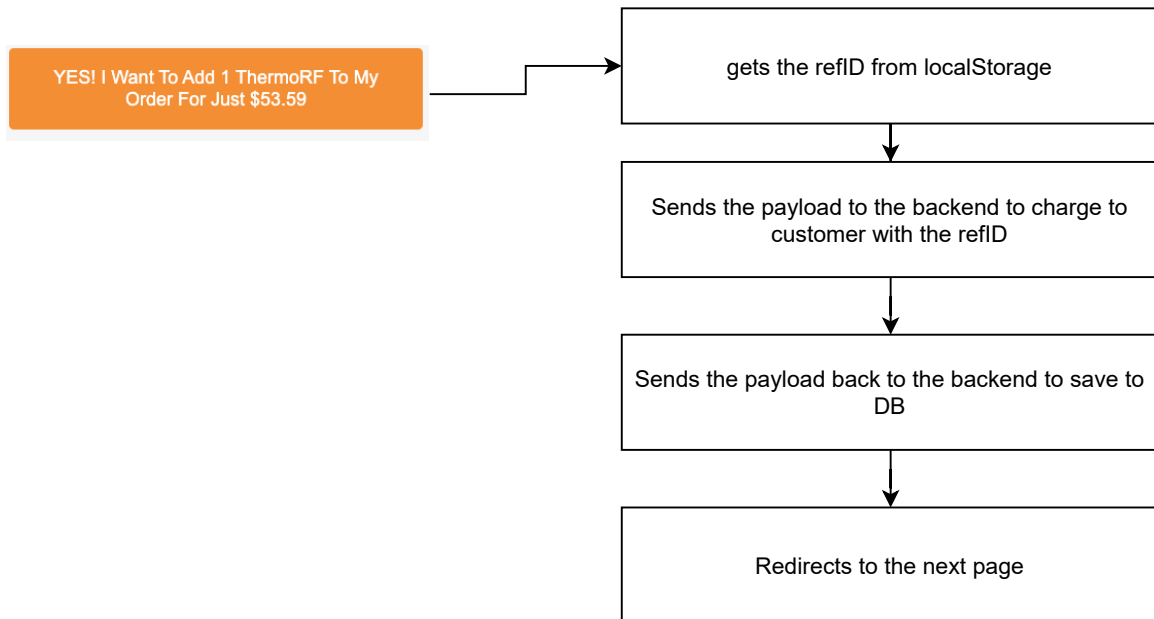 YES! I Want To Add 1 ThermoRF To My
Order For Just $53.59
gets the refID from localStorage
Sends the payload to the backend to charge to
customer with the refID
Sends the payload back to the backend to save to
DB
Redirects to the next page